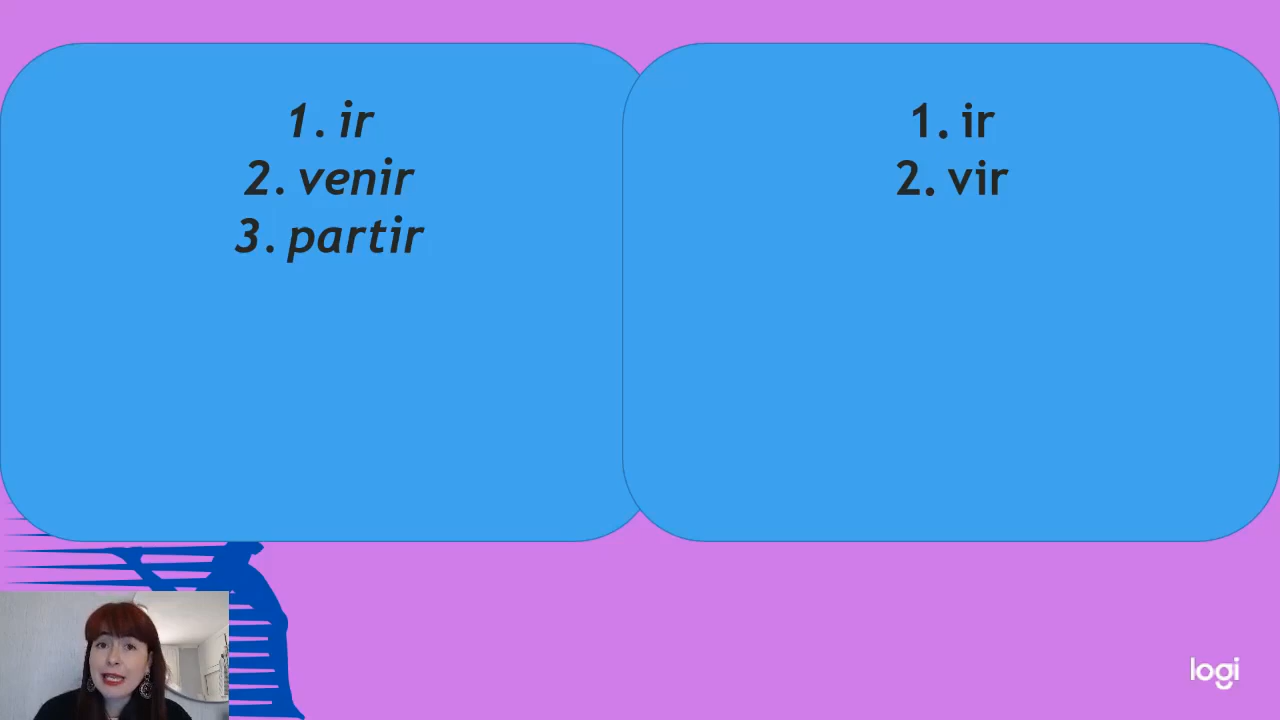 1. ir
2. venir
3. partir
1. ir
2. vir
logi